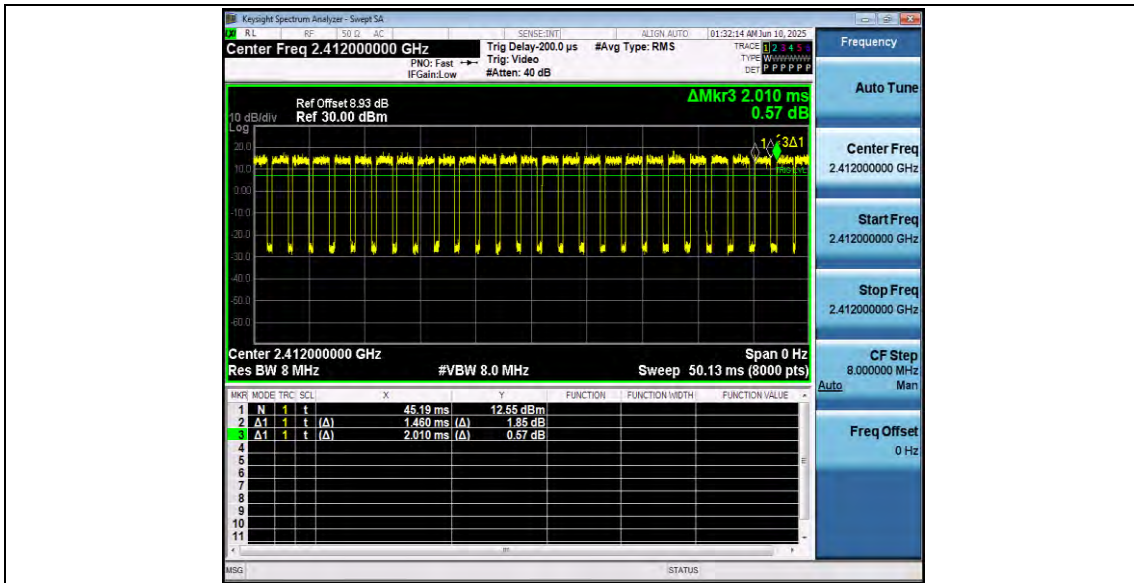 Keysight Spectrum Analyzer - Swept SA
RL RF 50 Ω AC SENSE:INT ALIGN AUTO 01:32:14 AM Jun 10, 2025
Center Freq 2.412000000 GHz
PNO: Fast
IFGain:Low
Trig Delay-200.0 µs
Trig: Video
#Atten: 40 dB
#Avg Type: RMS
TRACE 1 2 3 4 5 6
TYPE WWWWWW
DET P P P P P P
ΔMkr3 2.010 ms
0.57 dB
Ref Offset 8.93 dB
10 dB/div Ref 30.00 dBm
Log
1 3Δ1
20.0
TRIG LVL
10.0
0.00
-10.0
-20.0
-30.0
-40.0
-50.0
-60.0
Center 2.412000000 GHz Span 0 Hz
Res BW 8 MHz #VBW 8.0 MHz Sweep 50.13 ms (8000 pts)
MKR MODE TRC SCL X Y FUNCTION FUNCTION WIDTH FUNCTION VALUE
1 N 1 t 45.19 ms 12.55 dBm
2 Δ1 1 t (Δ) 1.460 ms (Δ) 1.85 dB
3 Δ1 1 t (Δ) 2.010 ms (Δ) 0.57 dB
4
5
6
7
8
9
10
11
MSG STATUS
Frequency
Auto Tune
Center Freq
2.412000000 GHz
Start Freq
2.412000000 GHz
Stop Freq
2.412000000 GHz
CF Step
8.000000 MHz
Auto Man
Freq Offset
0 Hz